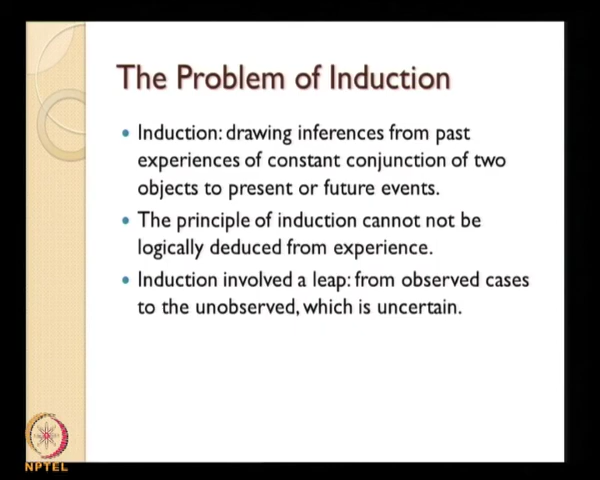 The Problem of Induction
• Induction: drawing inferences from past
experiences of constant conjunction of two
objects to present or future events.
• The principle of induction cannot not be
logically deduced from experience.
• Induction involved a leap: from observed cases
to the unobserved, which is uncertain.
NPTEL